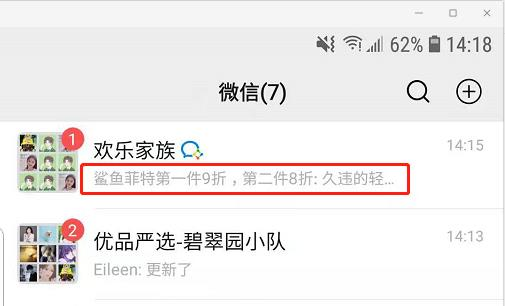 62% 14:18
微信(7)
1
欢乐家族 14:15
鲨鱼菲特第一件9折，第二件8折: 久违的轻...
2
优品严选-碧翠园小队 14:13
Eileen: 更新了